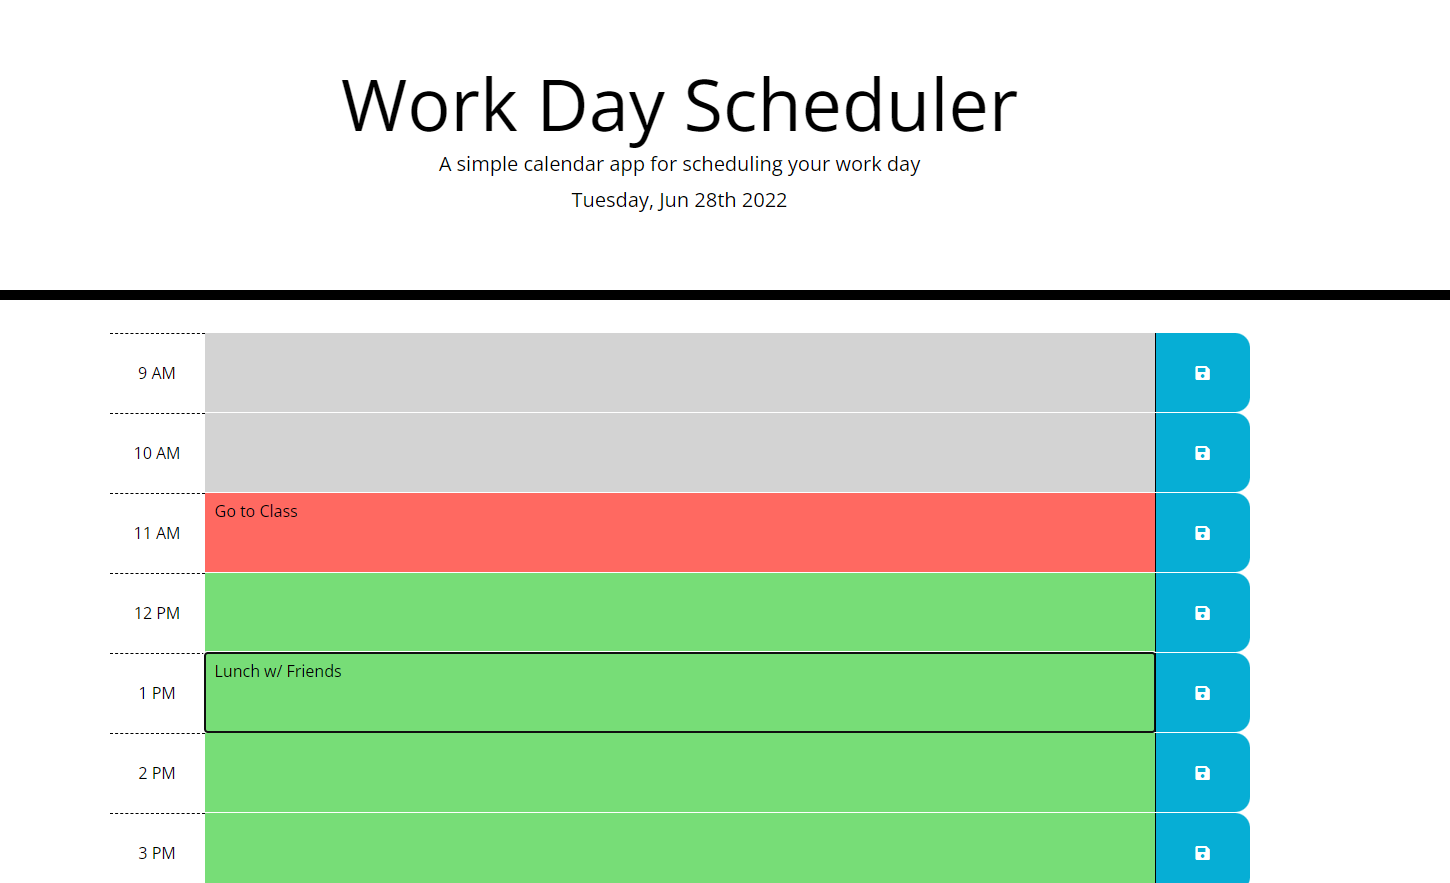 Work Day Scheduler
A simple calendar app for scheduling your work day
Tuesday, Jun 28th 2022
9 AM
10 AM
11 AM
Go to Class
12 PM
1 PM
Lunch w/ Friends
2 PM
3 PM